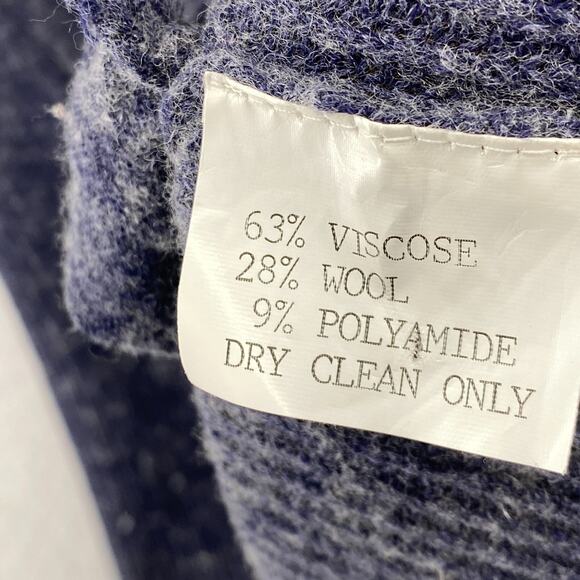 63% VISCOSE
28% WOOL
9% POLYAMIDE
DRY CLEAN ONLY